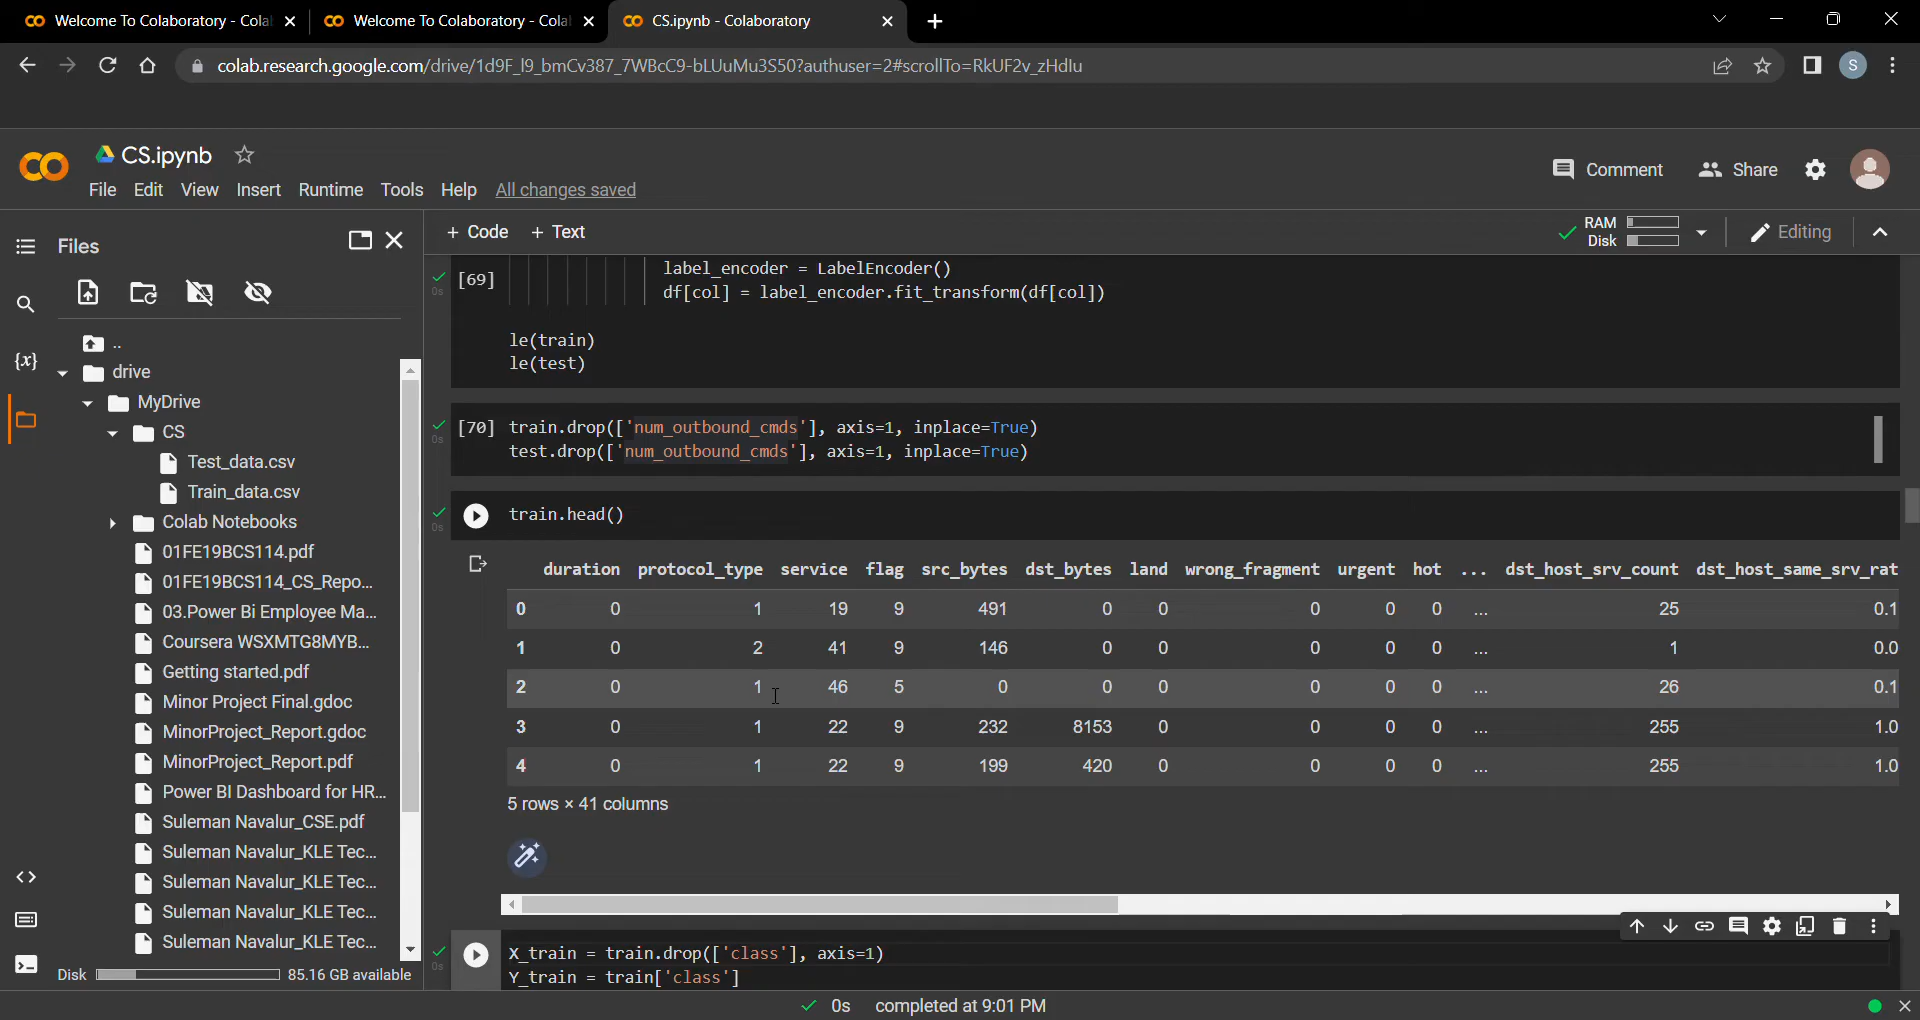 Welcome To Colaboratory - Cola
Welcome To Colaboratory - Cola
CS.ipynb - Colaboratory
colab.research.google.com/drive/1d9F_l9_bmCv387_7WBcC9-bLUuMu3S50?authuser=2#scrollTo=RkUF2v_zHdlu
S
CS.ipynb
Comment
Share
File Edit View Insert Runtime Tools Help All changes saved
Files
+ Code + Text
RAM
Disk
Editing
{x}
..
drive
MyDrive
CS
Test_data.csv
Train_data.csv
Colab Notebooks
01FE19BCS114.pdf
01FE19BCS114_CS_Repo...
03.Power Bi Employee Ma...
Coursera WSXMTG8MYB...
Getting started.pdf
Minor Project Final.gdoc
MinorProject_Report.gdoc
MinorProject_Report.pdf
Power BI Dashboard for HR...
Suleman Navalur_CSE.pdf
Suleman Navalur_KLE Tec...
Suleman Navalur_KLE Tec...
Suleman Navalur_KLE Tec...
Suleman Navalur_KLE Tec...
Disk 85.16 GB available
0s [69] label_encoder = LabelEncoder()
df[col] = label_encoder.fit_transform(df[col])
le(train)
le(test)
0s [70] train.drop(['num_outbound_cmds'], axis=1, inplace=True)
test.drop(['num_outbound_cmds'], axis=1, inplace=True)
0s train.head()
duration protocol_type service flag src_bytes dst_bytes land wrong_fragment urgent hot ... dst_host_srv_count dst_host_same_srv_rat
0 0 1 19 9 491 0 0 0 0 0 ... 25 0.1
1 0 2 41 9 146 0 0 0 0 0 ... 1 0.0
2 0 1 46 5 0 0 0 0 0 0 ... 26 0.1
3 0 1 22 9 232 8153 0 0 0 0 ... 255 1.0
4 0 1 22 9 199 420 0 0 0 0 ... 255 1.0
5 rows × 41 columns
0s X_train = train.drop(['class'], axis=1)
Y_train = train['class']
0s completed at 9:01 PM